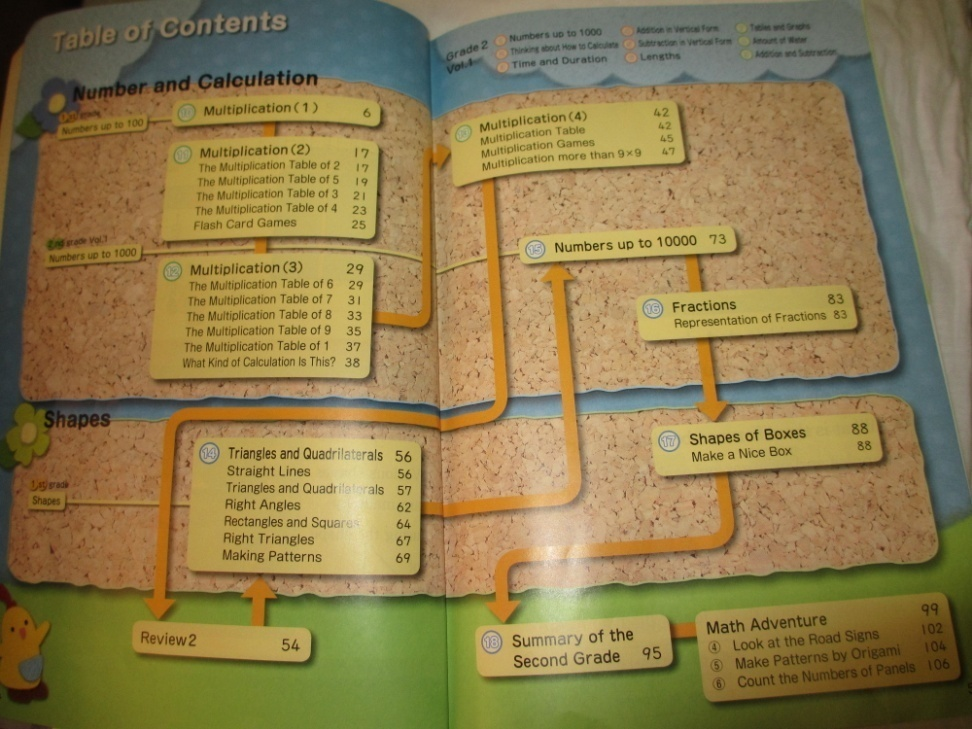 Table of Contents
Grade 2
Vol.1
Numbers up to 1000
Thinking about How to Calculate
Time and Duration
Addition in Vertical Form
Subtraction in Vertical Form
Lengths
Tables and Graphs
Amount of Water
Addition and Subtraction
Number and Calculation
1st grade
Numbers up to 100
Multiplication(1) 6
11 Multiplication(2) 17
The Multiplication Table of 2 17
The Multiplication Table of 5 19
The Multiplication Table of 3 21
The Multiplication Table of 4 23
Flash Card Games 25
2nd grade Vol.1
Numbers up to 1000
12 Multiplication(3) 29
The Multiplication Table of 6 29
The Multiplication Table of 7 31
The Multiplication Table of 8 33
The Multiplication Table of 9 35
The Multiplication Table of 1 37
What Kind of Calculation Is This? 38
Multiplication(4) 42
Multiplication Table 42
Multiplication Games 45
Multiplication more than 9×9 47
15 Numbers up to 10000 73
16 Fractions 83
Representation of Fractions 83
Shapes
1st grade
Shapes
14 Triangles and Quadrilaterals 56
Straight Lines 56
Triangles and Quadrilaterals 57
Right Angles 62
Rectangles and Squares 64
Right Triangles 67
Making Patterns 69
17 Shapes of Boxes 88
Make a Nice Box 88
Review2 54
18 Summary of the
Second Grade 95
Math Adventure 99
④ Look at the Road Signs 102
⑤ Make Patterns by Origami 104
⑥ Count the Numbers of Panels 106